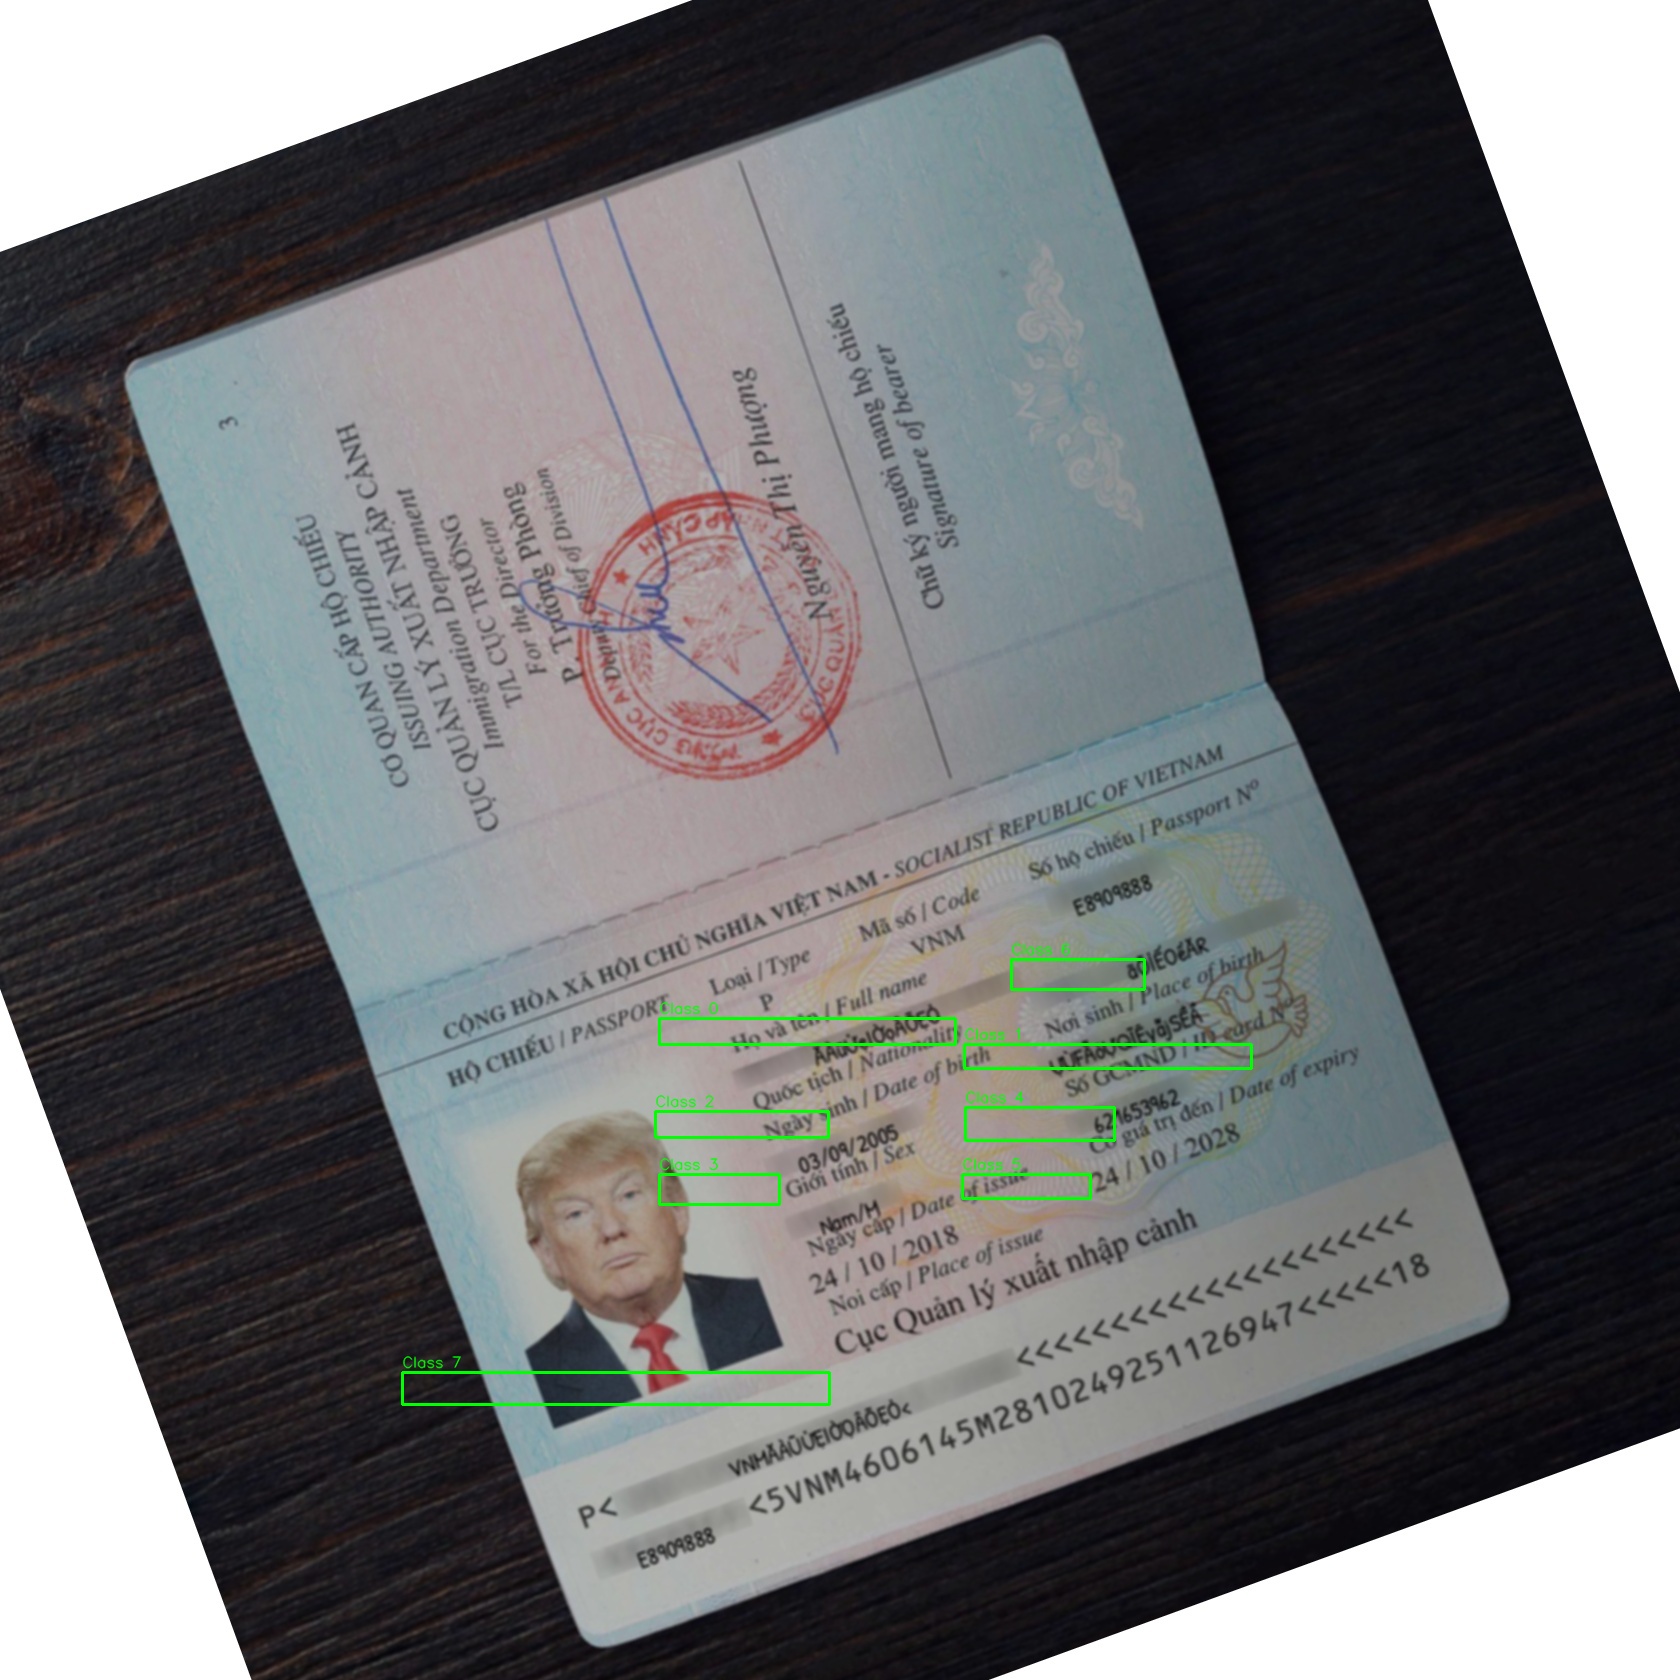 3
CƠ QUAN CẤP HỘ CHIẾU
ISSUING AUTHORITY
CỤC QUẢN LÝ XUẤT NHẬP CẢNH
Immigration Department
T/L CỤC TRƯỞNG
For the Director
P. Trưởng Phòng
Deputy Chief of Division
Nguyễn Thị Phượng
Chữ ký người mang hộ chiếu
Signature of bearer
CỘNG HÒA XÃ HỘI CHỦ NGHĨA VIỆT NAM - SOCIALIST REPUBLIC OF VIETNAM
HỘ CHIẾU / PASSPORT
Loại / Type
Mã số / Code
Số hộ chiếu / Passport Nº
P
VNM
E8909888
Họ và tên / Full name
Class 0
Class 6
Quốc tịch / Nationality
Nơi sinh / Place of birth
Class 1
Ngày sinh / Date of birth
Số GCMND / ID card Nº
Class 2
Class 4
03/09/2005
621653962
Giới tính / Sex
Có giá trị đến / Date of expiry
Class 3
Class 5
Nam/M
24 / 10 / 2028
Ngày cấp / Date of issue
24 / 10 / 2018
Nơi cấp / Place of issue
Cục Quản lý xuất nhập cảnh
Class 7
P<
<<<<<<<<<<<<<<<<<<<<<<
E8909888 <5VNM4606145M2810249251126947<<<<<18